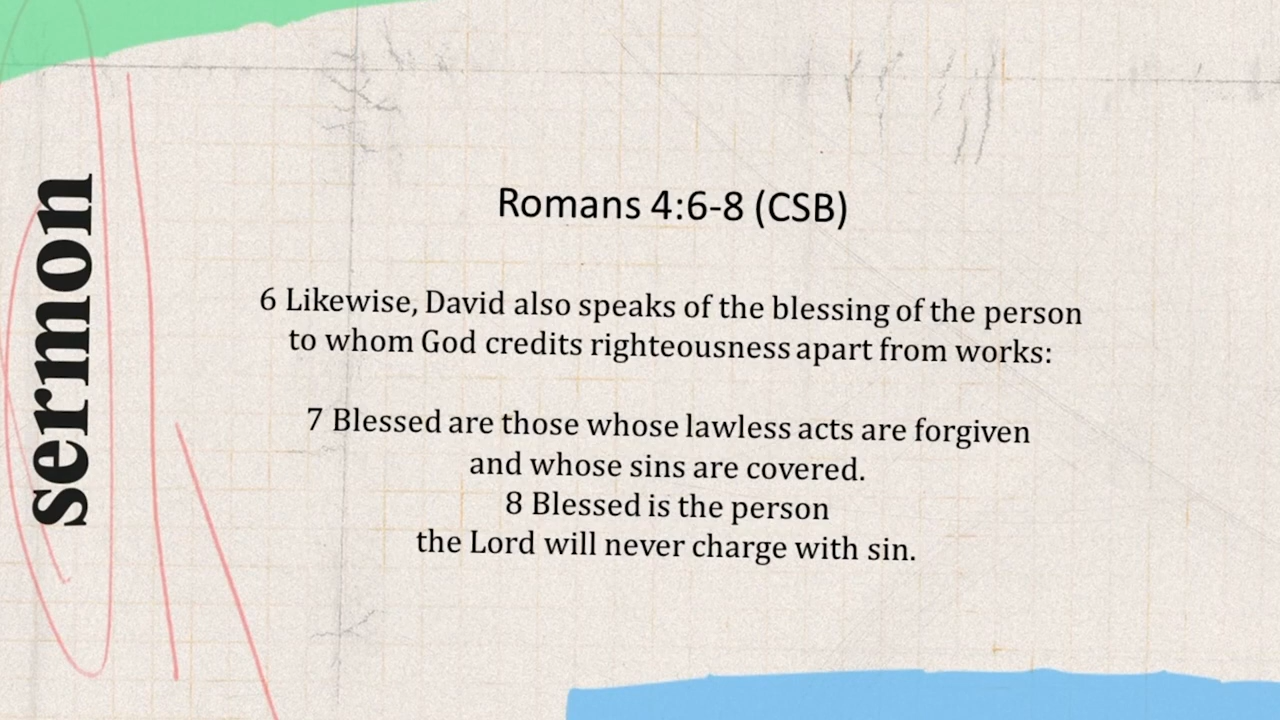 sermon
Romans 4:6-8 (CSB)
6 Likewise, David also speaks of the blessing of the person
to whom God credits righteousness apart from works:
7 Blessed are those whose lawless acts are forgiven
and whose sins are covered.
8 Blessed is the person
the Lord will never charge with sin.